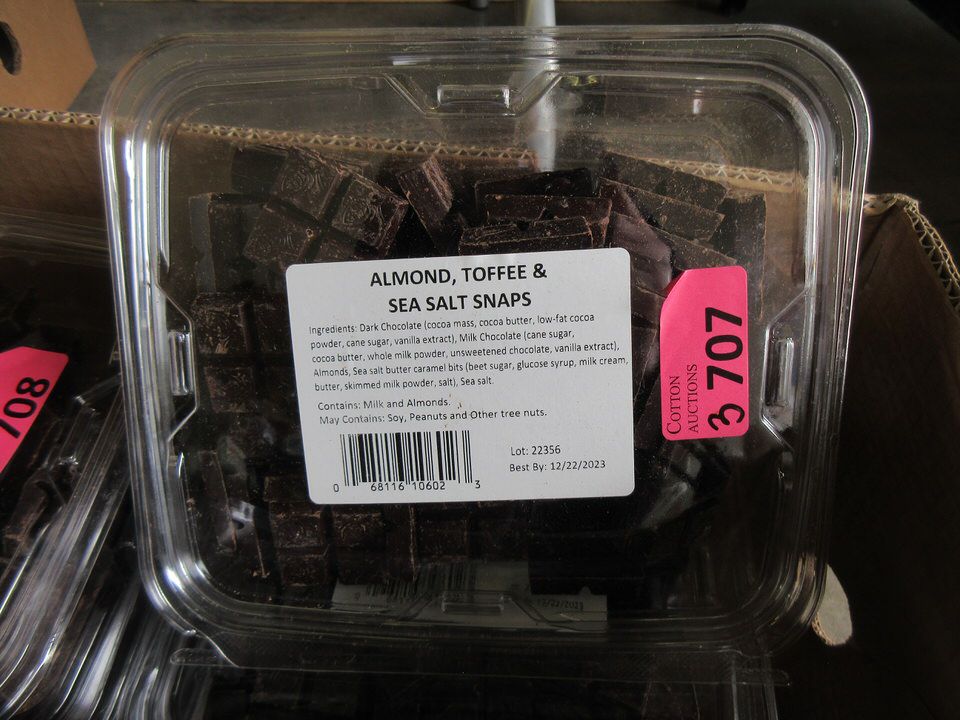 ALMOND, TOFFEE &
SEA SALT SNAPS
Ingredients: Dark Chocolate (cocoa mass, cocoa butter, low-fat cocoa
powder, cane sugar, vanilla extract), Milk Chocolate (cane sugar,
cocoa butter, whole milk powder, unsweetened chocolate, vanilla extract),
Almonds, Sea salt butter caramel bits (beet sugar, glucose syrup, milk cream,
butter, skimmed milk powder, salt), Sea salt.
Contains: Milk and Almonds.
May Contains: Soy, Peanuts and Other tree nuts.
Lot: 22356
Best By: 12/22/2023
0 68116 10602 3
COTTON
AUCTIONS
3 707
708
12/22/2023